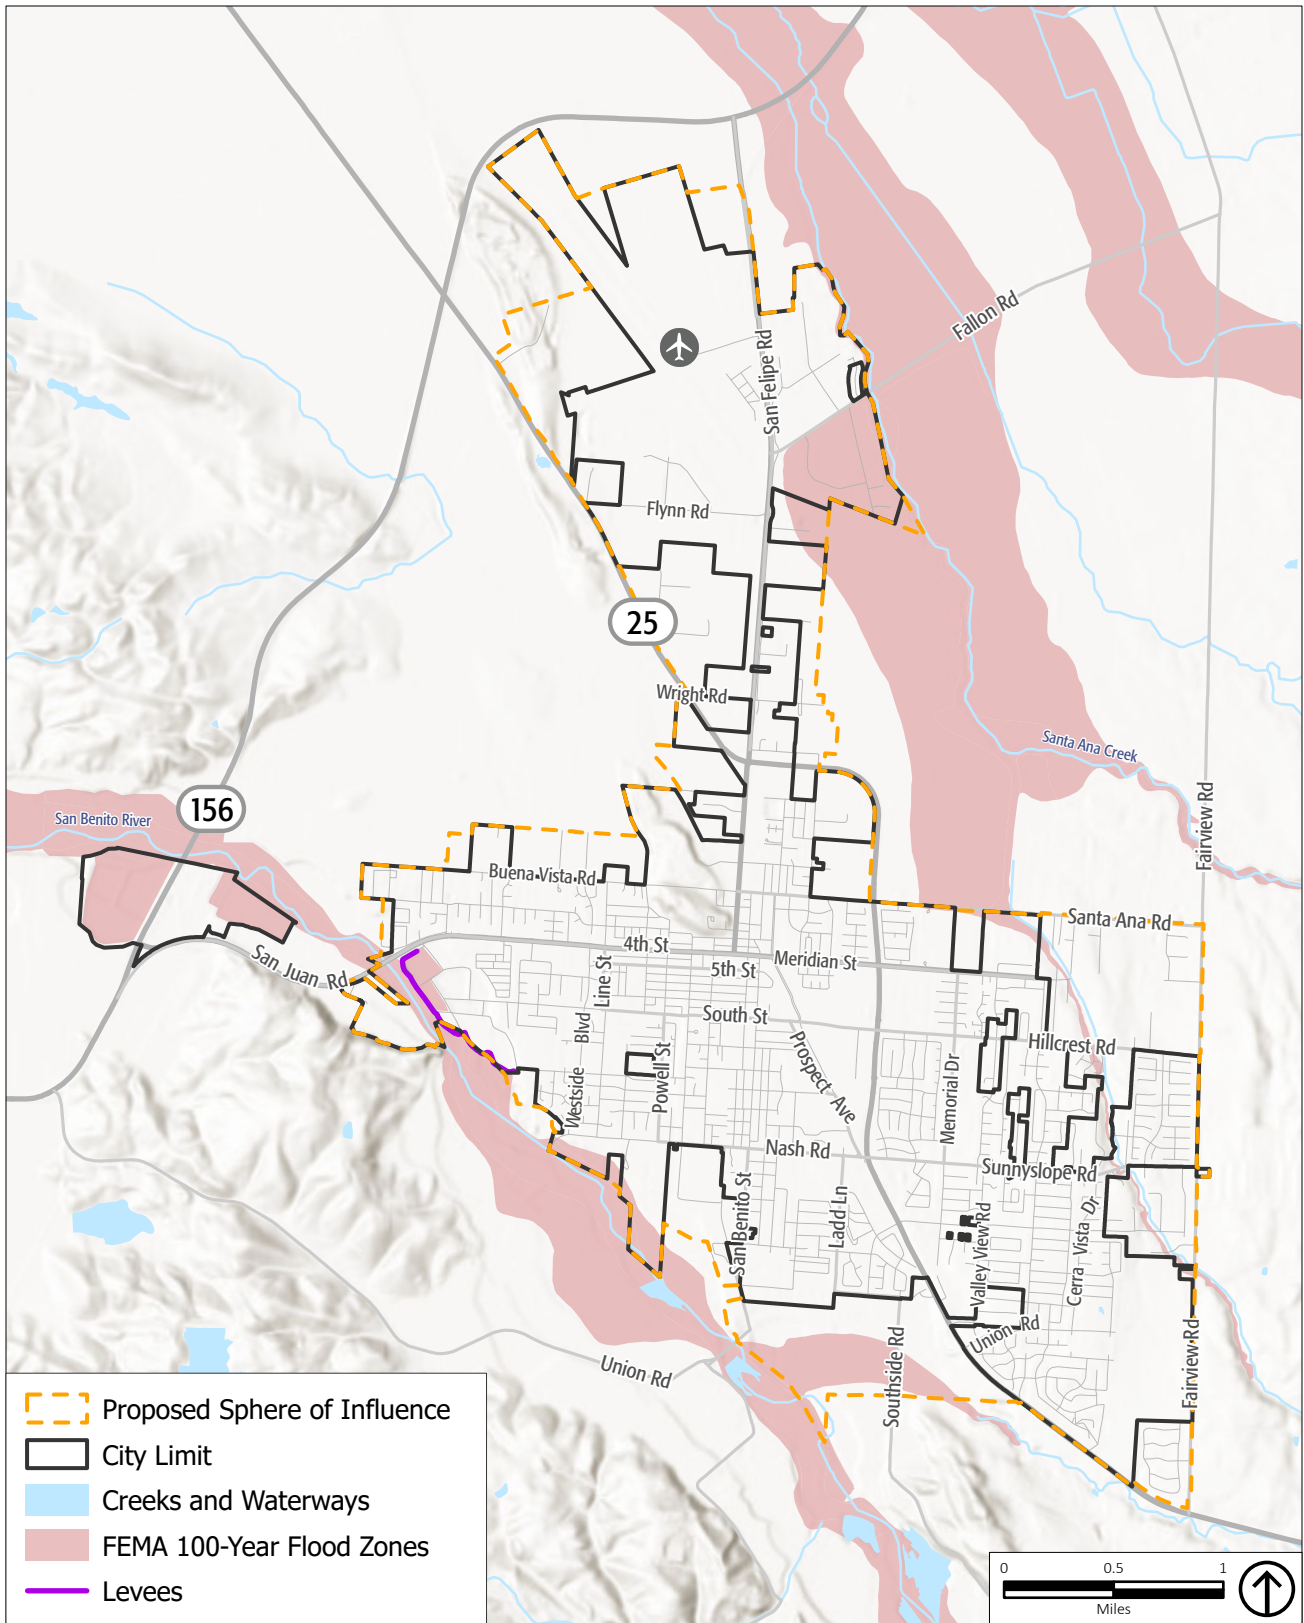 Fallon Rd
San Felipe Rd
Flynn Rd
25
Wright Rd
Santa Ana Creek
Fairview Rd
156
San Benito River
Buena Vista Rd
Santa Ana Rd
4th St
Meridian St
5th St
San Juan Rd
Line St
South St
Hillcrest Rd
Westside Blvd
Powell St
Prospect Ave
Memorial Dr
Nash Rd
Sunnyslope Rd
San Benito St
Ladd Ln
Valley View Rd
Cerra Vista Dr
Union Rd
Southside Rd
Fairview Rd
Union Rd
Proposed Sphere of Influence
City Limit
Creeks and Waterways
FEMA 100-Year Flood Zones
Levees
0 0.5 1
Miles